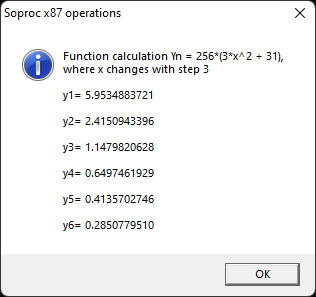 Soproc x87 operations
Function calculation Yn = 256*(3*x^2 + 31),
where x changes with step 3
y1= 5.9534883721
y2= 2.4150943396
y3= 1.1479820628
y4= 0.6497461929
y5= 0.4135702746
y6= 0.2850779510
OK